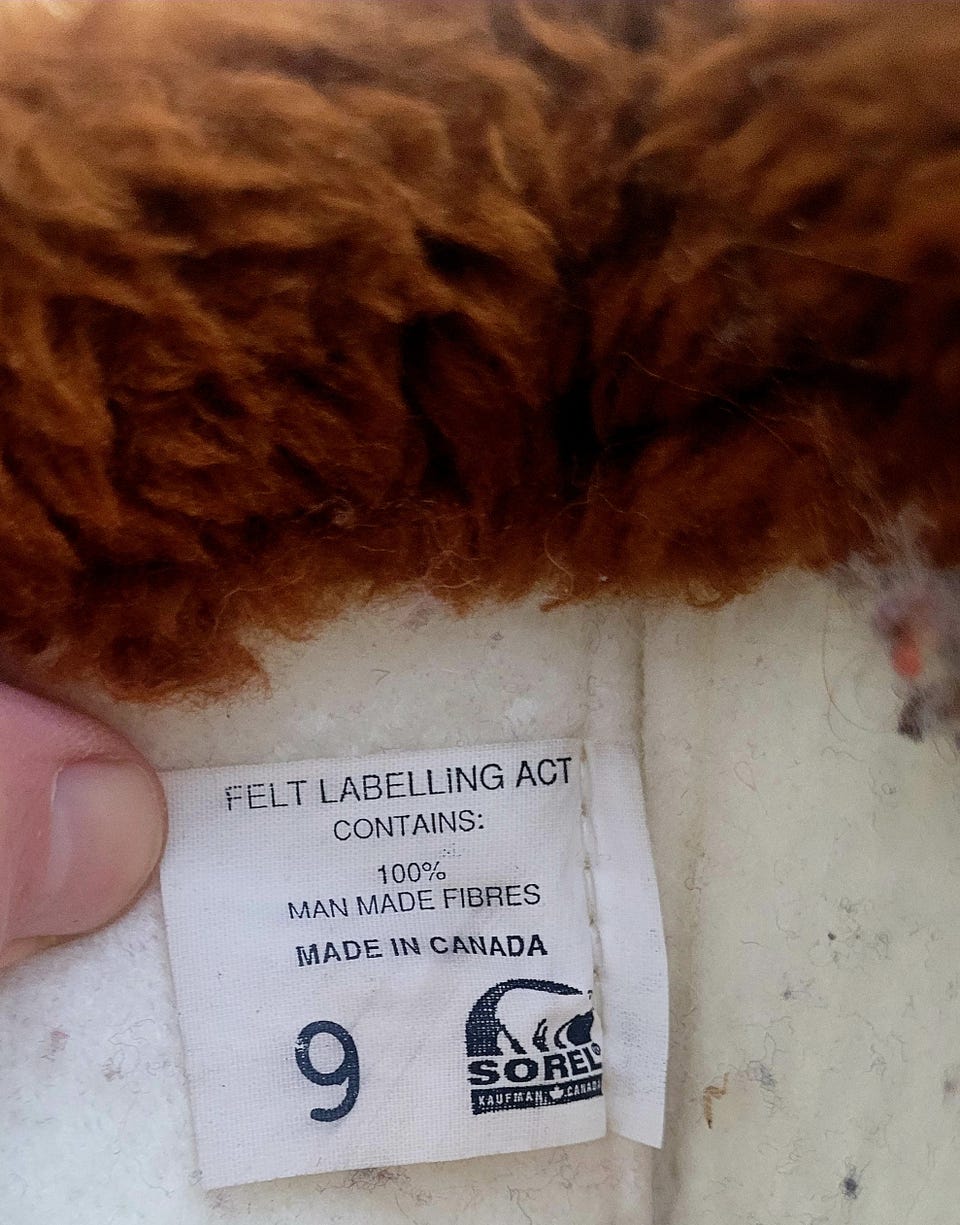 FELT LABELLING ACT
CONTAINS:
100%
MAN MADE FIBRES
MADE IN CANADA
9
SOREL®
KAUFMAN CANADA